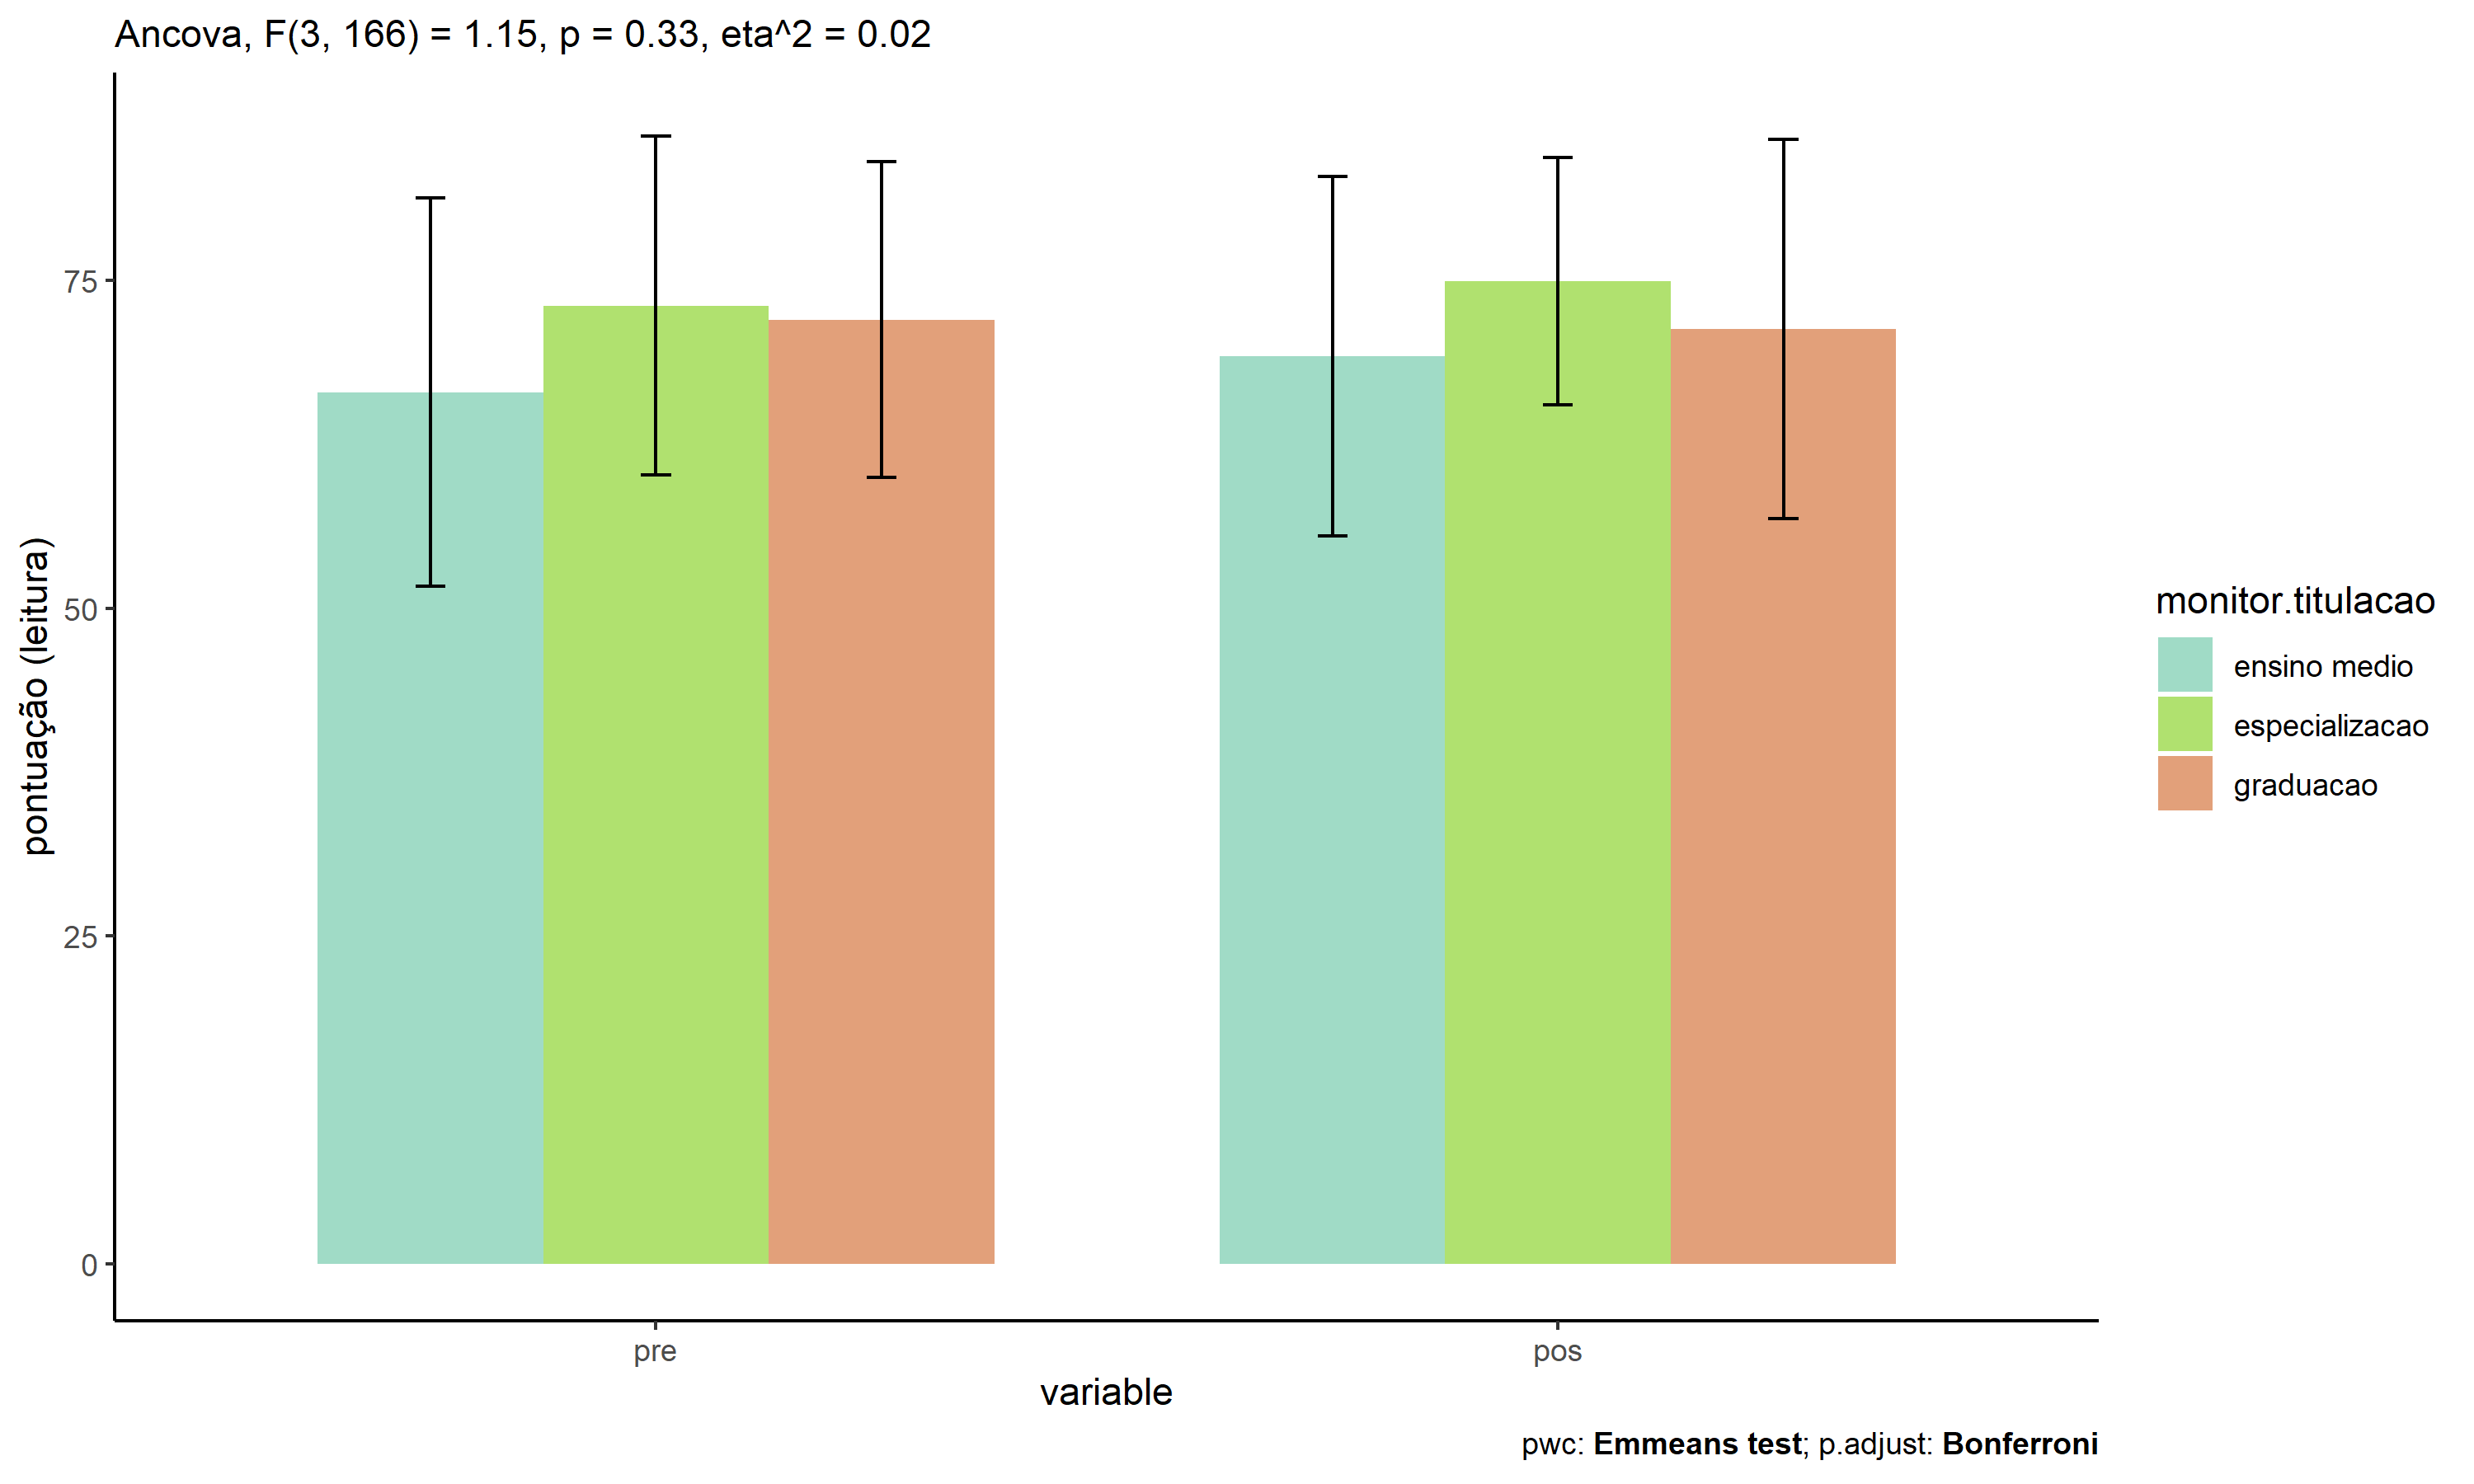 Ancova, F(3, 166) = 1.15, p = 0.33, eta^2 = 0.02
75
50
25
0
pontuação (leitura)
pre
pos
variable
monitor.titulacao
ensino medio
especializacao
graduacao
pwc: Emmeans test; p.adjust: Bonferroni